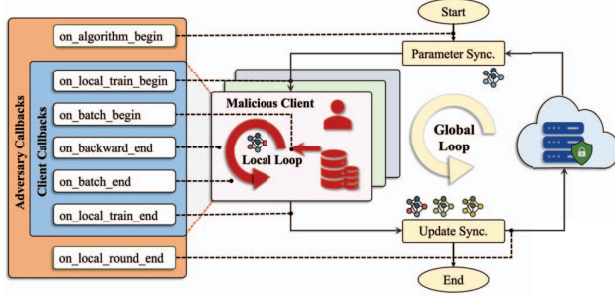 Start
Parameter Sync.
Adversary Callbacks
Client Callbacks
on_algorithm_begin
on_local_train_begin
on_batch_begin
on_backward_end
on_batch_end
on_local_train_end
on_local_round_end
Malicious Client
Local Loop
Global
Loop
Update Sync.
End